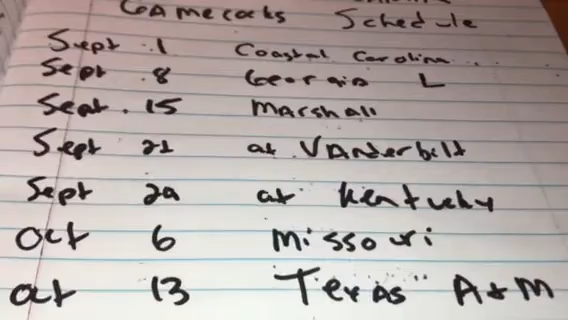 Gamecocks Schedule
Sept. 1 Coastal Carolina
Sept 8 Georgia L
Sept. 15 Marshall
Sept 22 at Vanderbilt
Sept 29 at Kentucky
Oct 6 Missouri
Oct 13 Texas A+M